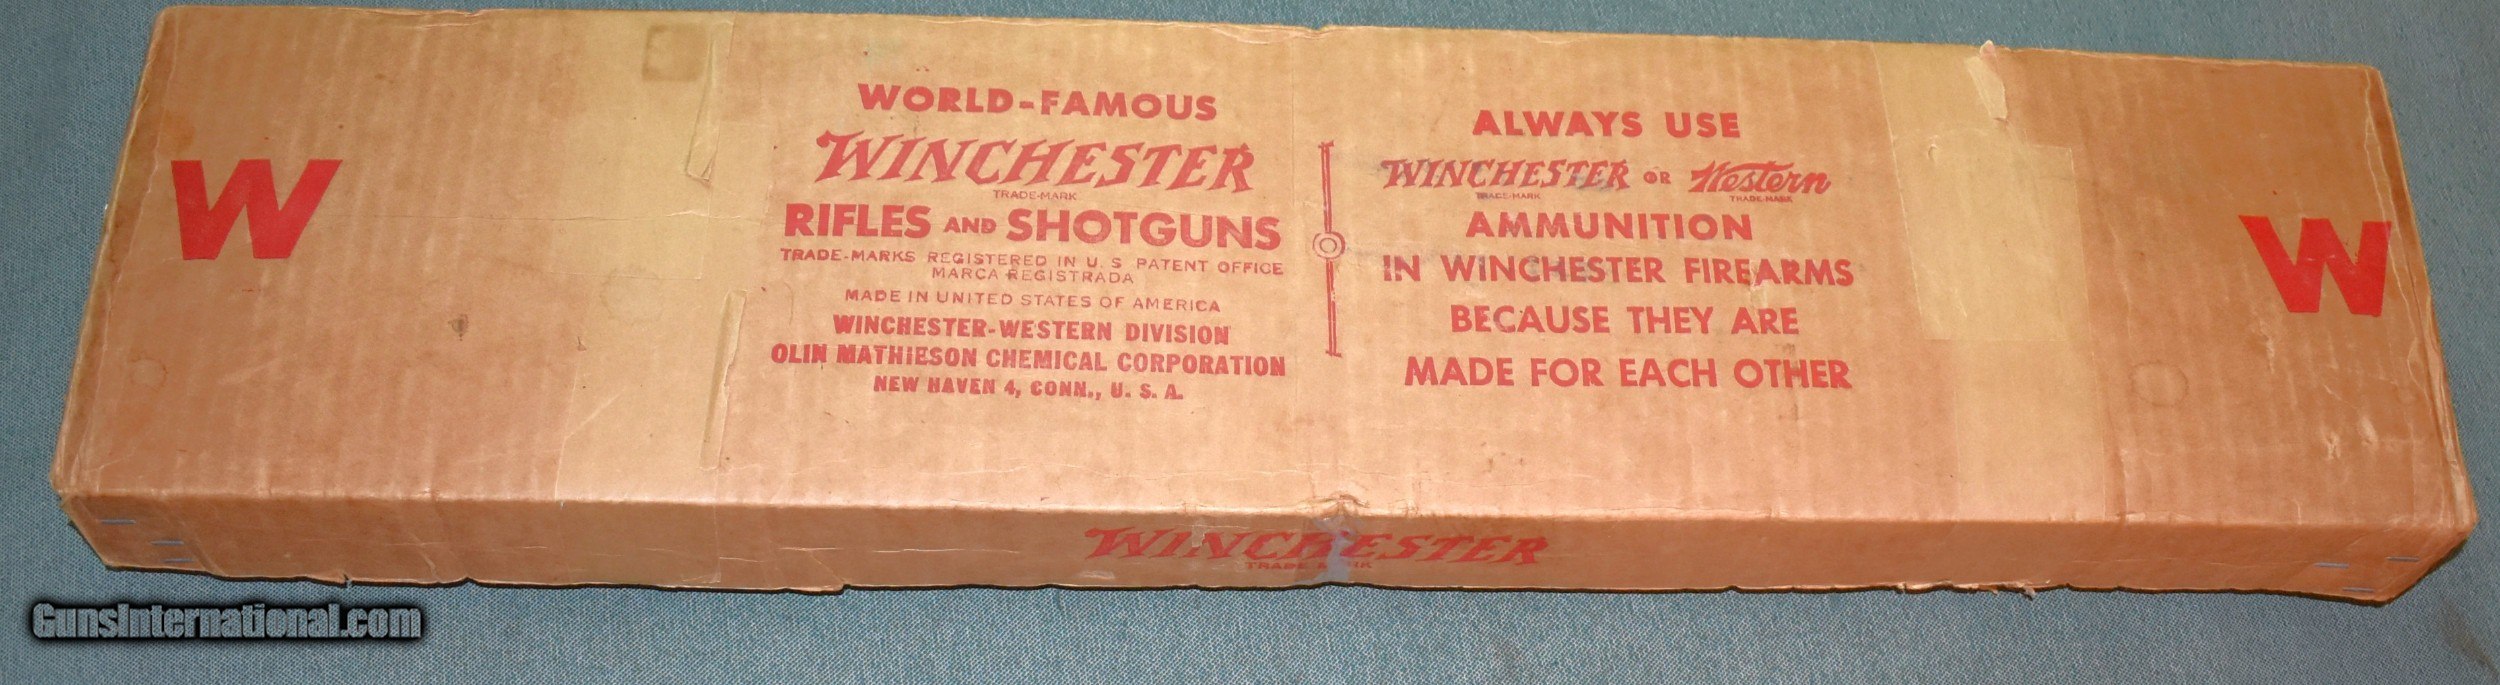 W
WORLD-FAMOUS
WINCHESTER
TRADE-MARK
RIFLES AND SHOTGUNS
TRADE-MARKS REGISTERED IN U. S PATENT OFFICE
MARCA REGISTRADA
MADE IN UNITED STATES OF AMERICA
WINCHESTER-WESTERN DIVISION
OLIN MATHIESON CHEMICAL CORPORATION
NEW HAVEN 4, CONN., U. S. A.
ALWAYS USE
WINCHESTER OR Western
TRADE-MARK TRADE-MARK
AMMUNITION
IN WINCHESTER FIREARMS
BECAUSE THEY ARE
MADE FOR EACH OTHER
W
WINCHESTER
TRADE MARK
GunsInternational.com